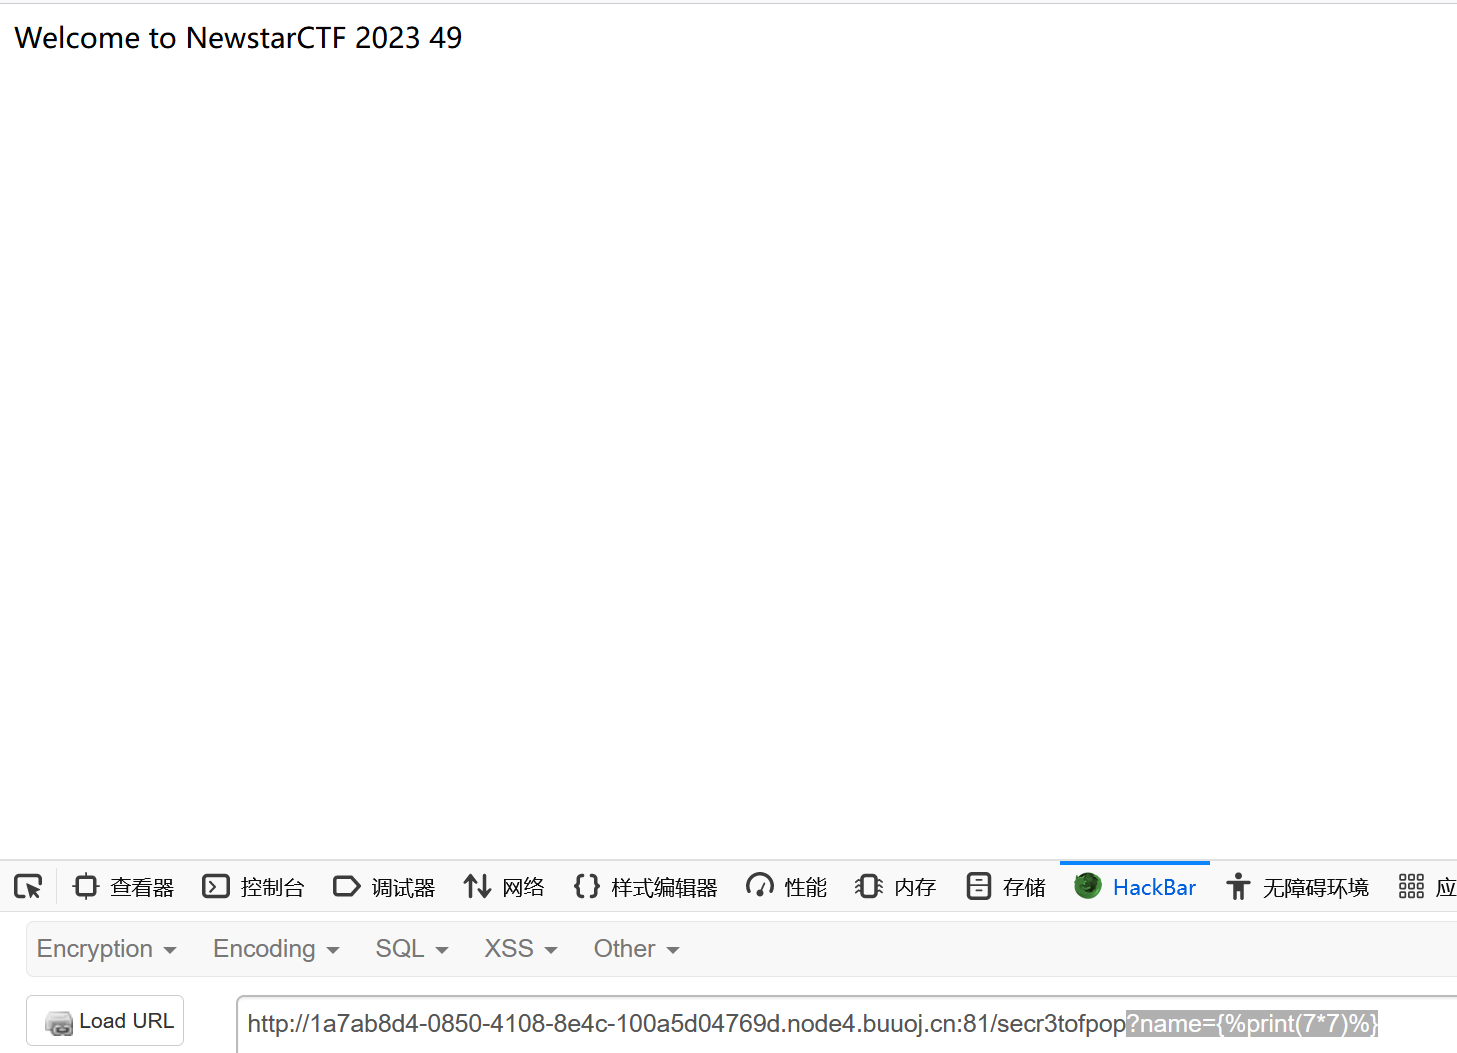 Welcome to NewstarCTF 2023 49
查看器 控制台 调试器 网络 样式编辑器 性能 内存 存储 HackBar 无障碍环境 应
Encryption Encoding SQL XSS Other
Load URL http://1a7ab8d4-0850-4108-8e4c-100a5d04769d.node4.buuoj.cn:81/secr3tofpop?name={%print(7*7)%}